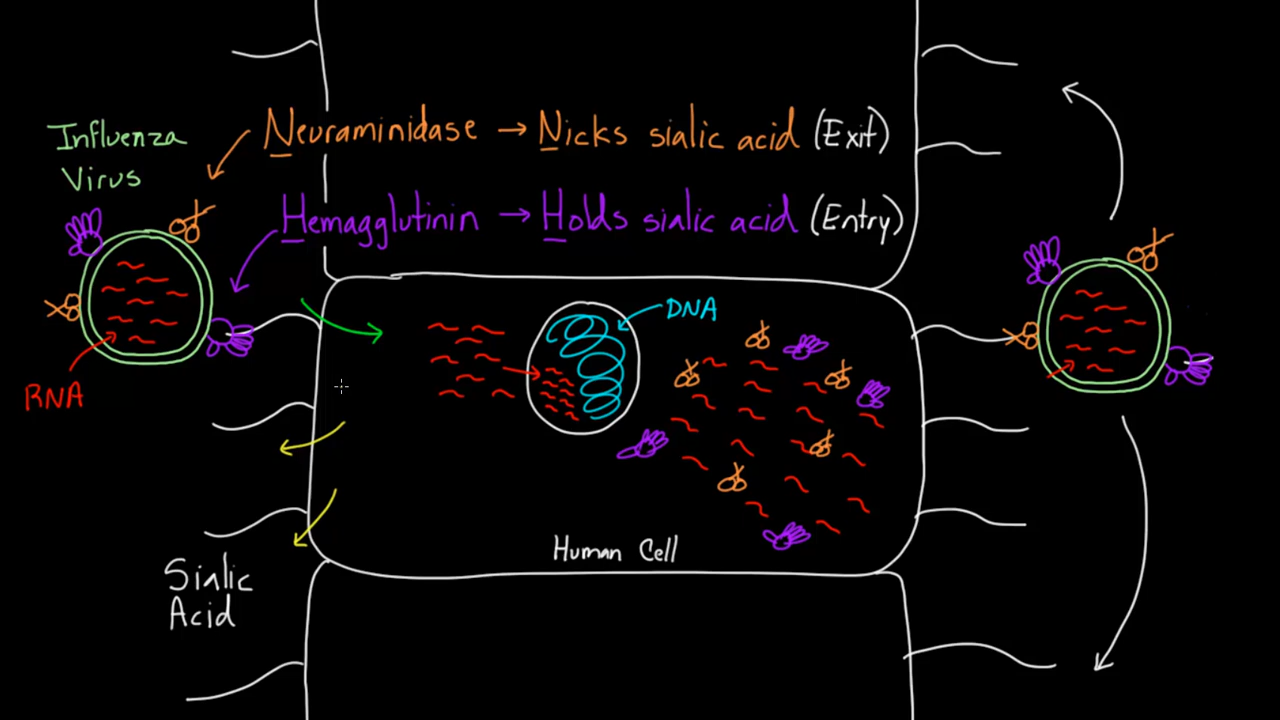 Neuraminidase → Nicks sialic acid (Exit)
Influenza
Virus
Hemagglutinin → Holds sialic acid (Entry)
DNA
RNA
Human Cell
Sialic
Acid